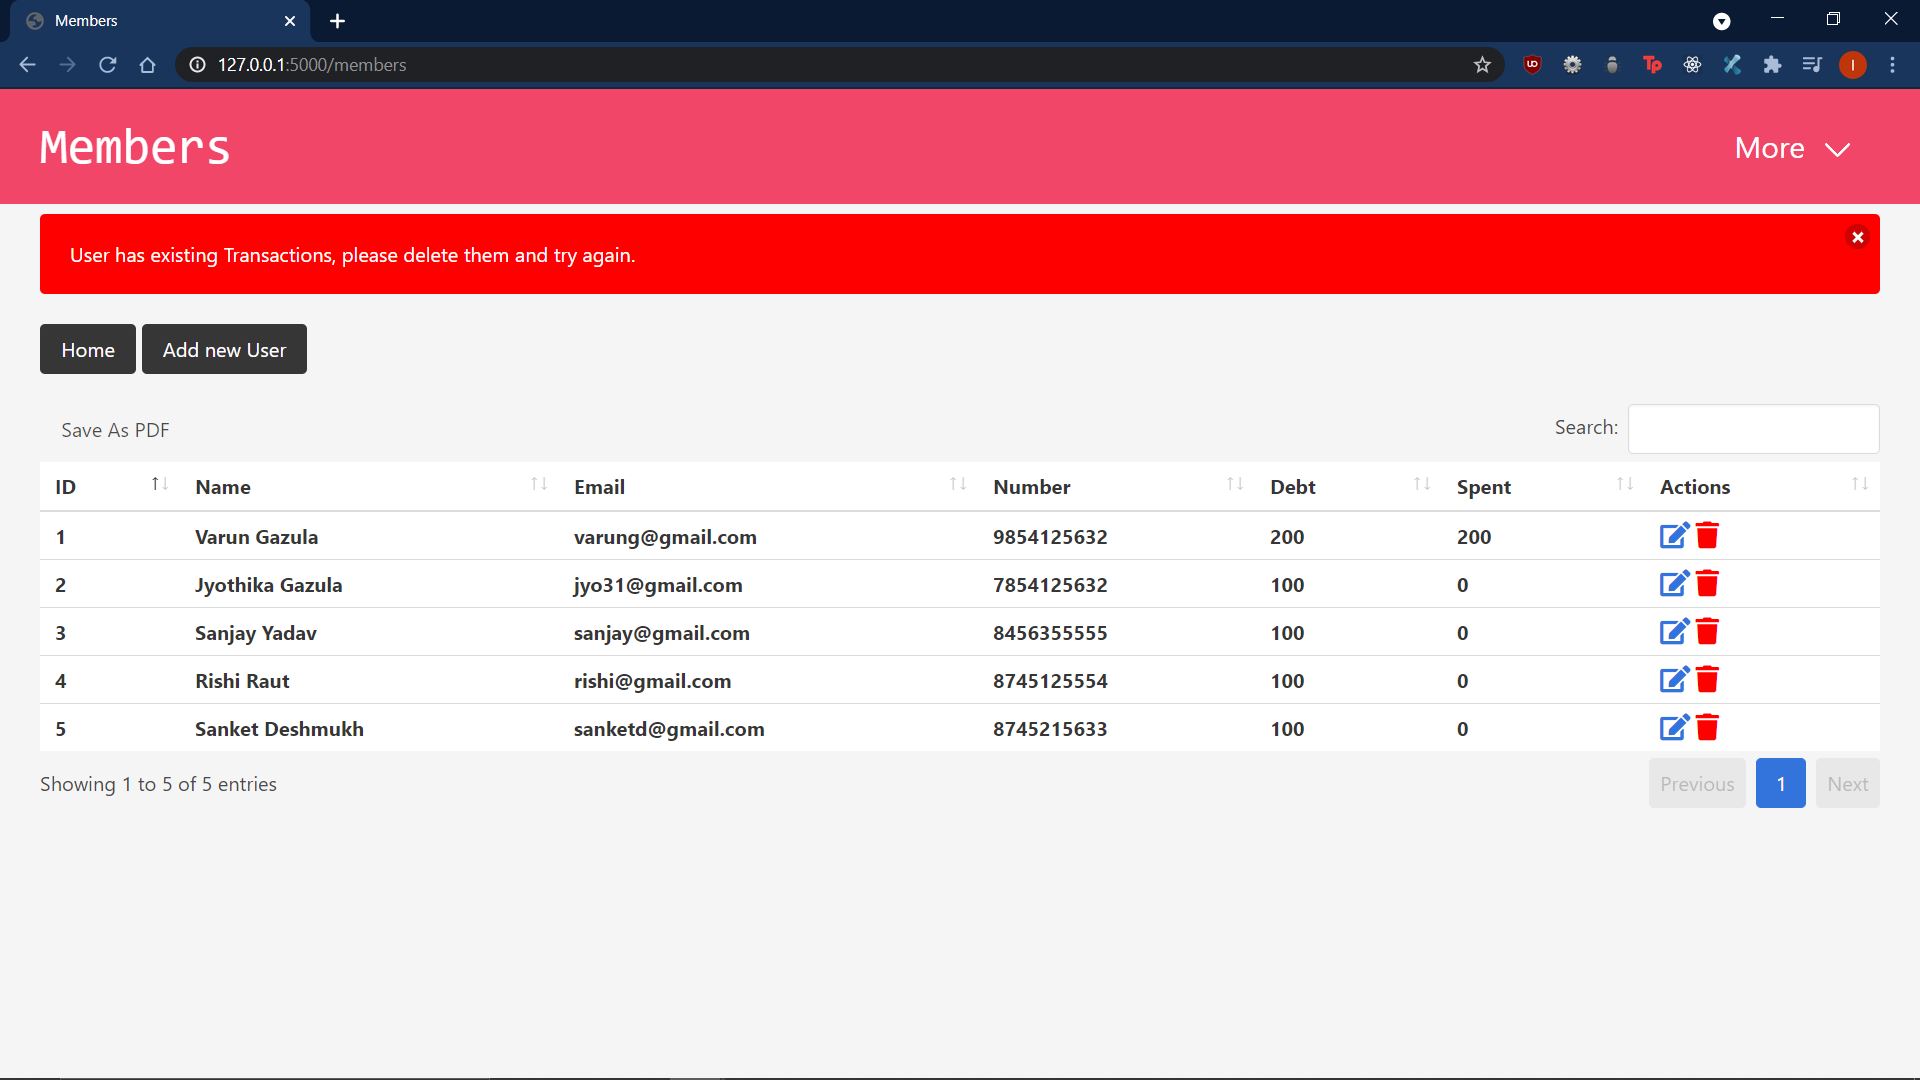 Members
127.0.0.1:5000/members
Members
More
User has existing Transactions, please delete them and try again.
Home Add new User
Save As PDF Search:
ID Name Email Number Debt Spent Actions
1 Varun Gazula varung@gmail.com 9854125632 200 200
2 Jyothika Gazula jyo31@gmail.com 7854125632 100 0
3 Sanjay Yadav sanjay@gmail.com 8456355555 100 0
4 Rishi Raut rishi@gmail.com 8745125554 100 0
5 Sanket Deshmukh sanketd@gmail.com 8745215633 100 0
Showing 1 to 5 of 5 entries Previous 1 Next